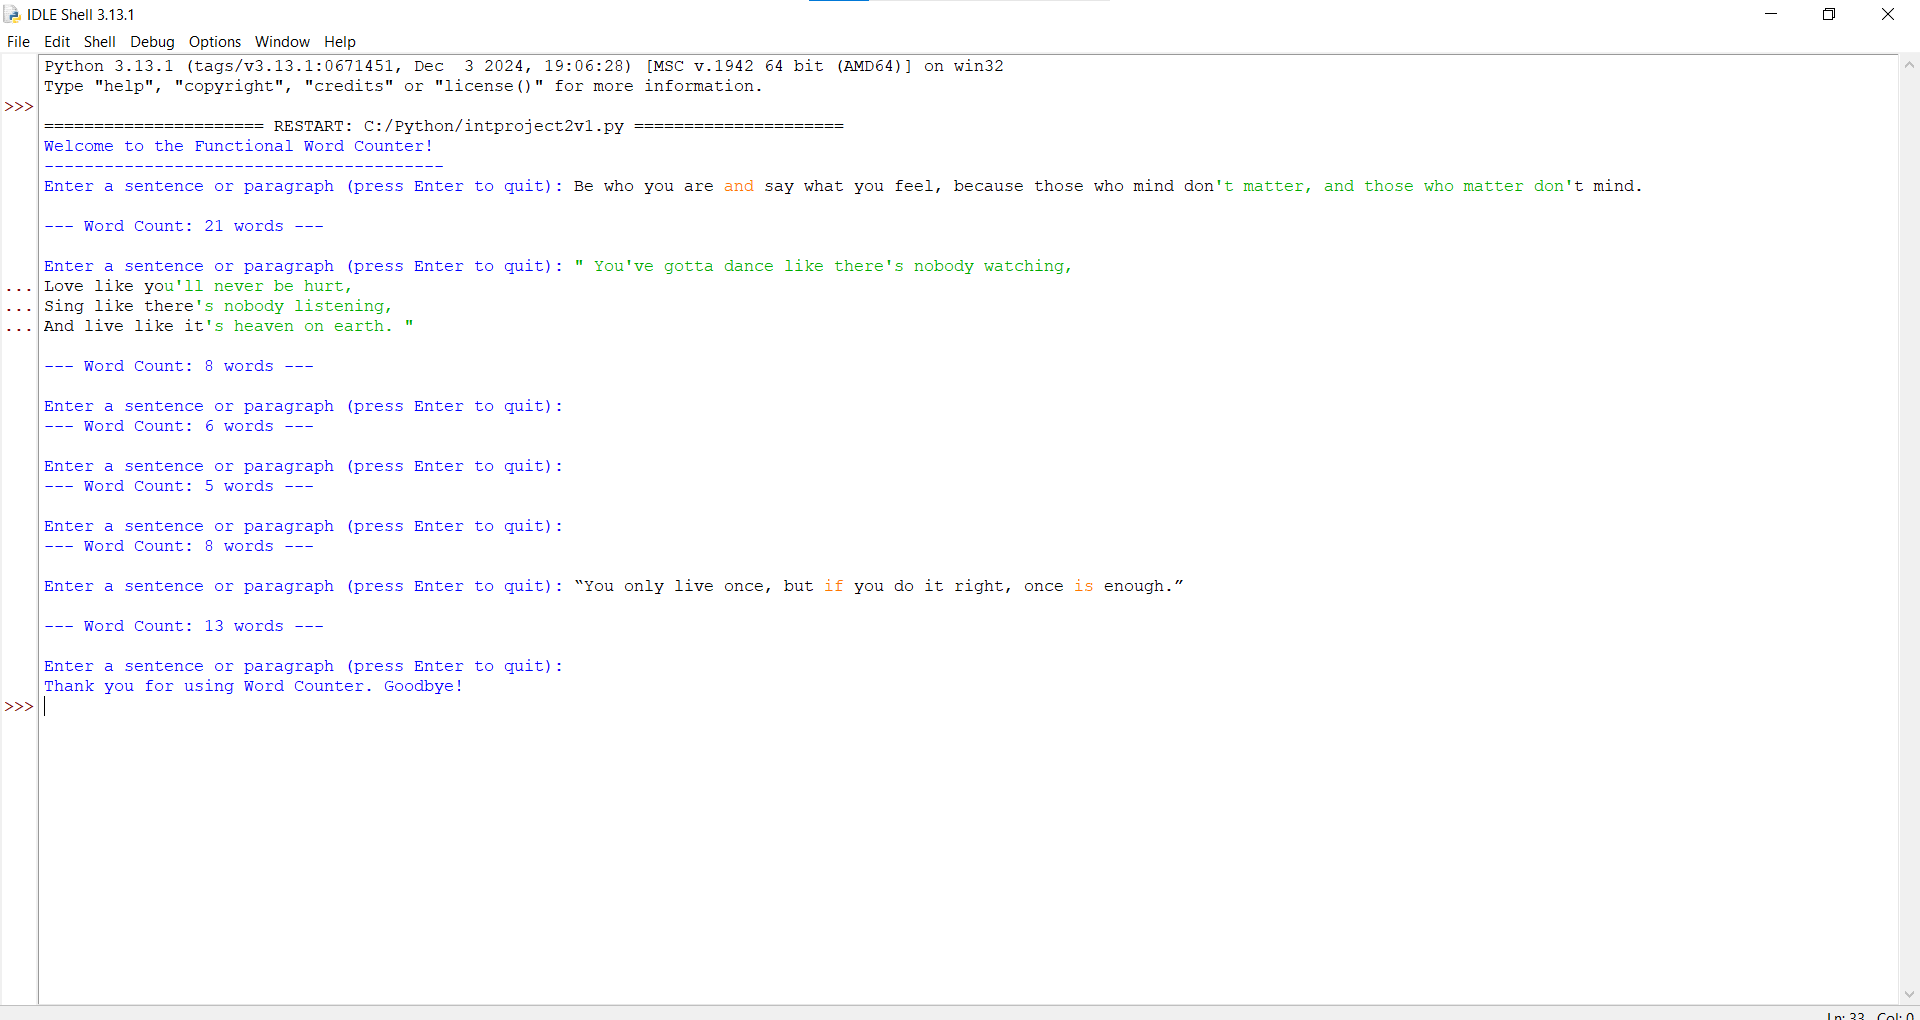 IDLE Shell 3.13.1
File Edit Shell Debug Options Window Help
Python 3.13.1 (tags/v3.13.1:0671451, Dec  3 2024, 19:06:28) [MSC v.1942 64 bit (AMD64)] on win32
Type "help", "copyright", "credits" or "license()" for more information.
>>>
====================== RESTART: C:/Python/intproject2v1.py =====================
Welcome to the Functional Word Counter!
----------------------------------------
Enter a sentence or paragraph (press Enter to quit): Be who you are and say what you feel, because those who mind don't matter, and those who matter don't mind.
--- Word Count: 21 words ---
Enter a sentence or paragraph (press Enter to quit): " You've gotta dance like there's nobody watching,
... Love like you'll never be hurt,
... Sing like there's nobody listening,
... And live like it's heaven on earth. "
--- Word Count: 8 words ---
Enter a sentence or paragraph (press Enter to quit):
--- Word Count: 6 words ---
Enter a sentence or paragraph (press Enter to quit):
--- Word Count: 5 words ---
Enter a sentence or paragraph (press Enter to quit):
--- Word Count: 8 words ---
Enter a sentence or paragraph (press Enter to quit): “You only live once, but if you do it right, once is enough.”
--- Word Count: 13 words ---
Enter a sentence or paragraph (press Enter to quit):
Thank you for using Word Counter. Goodbye!
>>>
Ln: 33 Col: 0